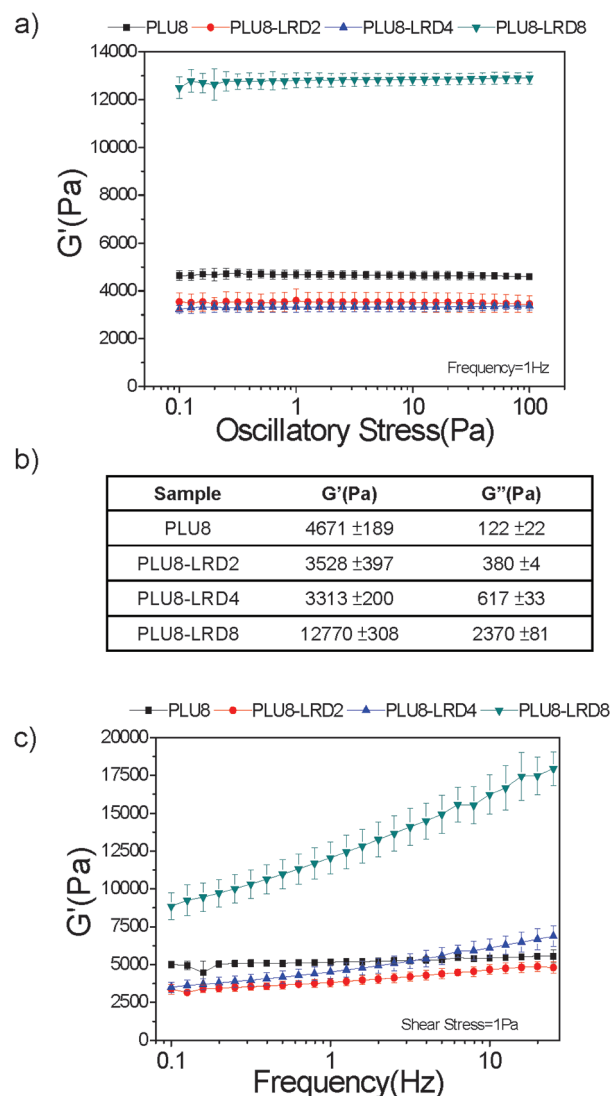 a)
PLU8 PLU8-LRD2 PLU8-LRD4 PLU8-LRD8
14000
12000
10000
8000
6000
4000
2000
0
G'(Pa)
Frequency=1Hz
0.1 1 10 100
Oscillatory Stress(Pa)
b)
Sample G'(Pa) G''(Pa)
PLU8 4671 ±189 122 ±22
PLU8-LRD2 3528 ±397 380 ±4
PLU8-LRD4 3313 ±200 617 ±33
PLU8-LRD8 12770 ±308 2370 ±81
PLU8 PLU8-LRD2 PLU8-LRD4 PLU8-LRD8
c)
20000
17500
15000
12500
10000
7500
5000
2500
0
G'(Pa)
Shear Stress=1Pa
0.1 1 10
Frequency(Hz)